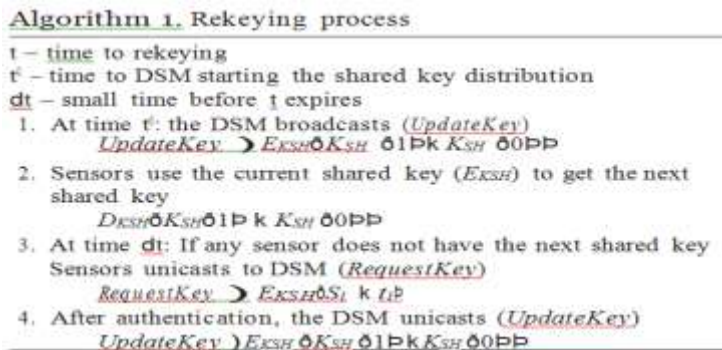 Algorithm 1. Rekeying process
t – time to rekeying
tᶠ – time to DSM starting the shared key distribution
dt – small time before t expires
1. At time tᶠ: the DSM broadcasts (UpdateKey)
UpdateKey ❩ EKSHðKSH ð1Þk KSH ð0ÞÞ
2. Sensors use the current shared key (EKSH) to get the next
shared key
DKSHðKSHð1Þ k KSH ð0ÞÞ
3. At time dt: If any sensor does not have the next shared key
Sensors unicasts to DSM (RequestKey)
RequestKey ❩ EKSHðSi k tiÞ
4. After authentication, the DSM unicasts (UpdateKey)
UpdateKey ❩EKSH ðKSH ð1Þk KSH ð0ÞÞ